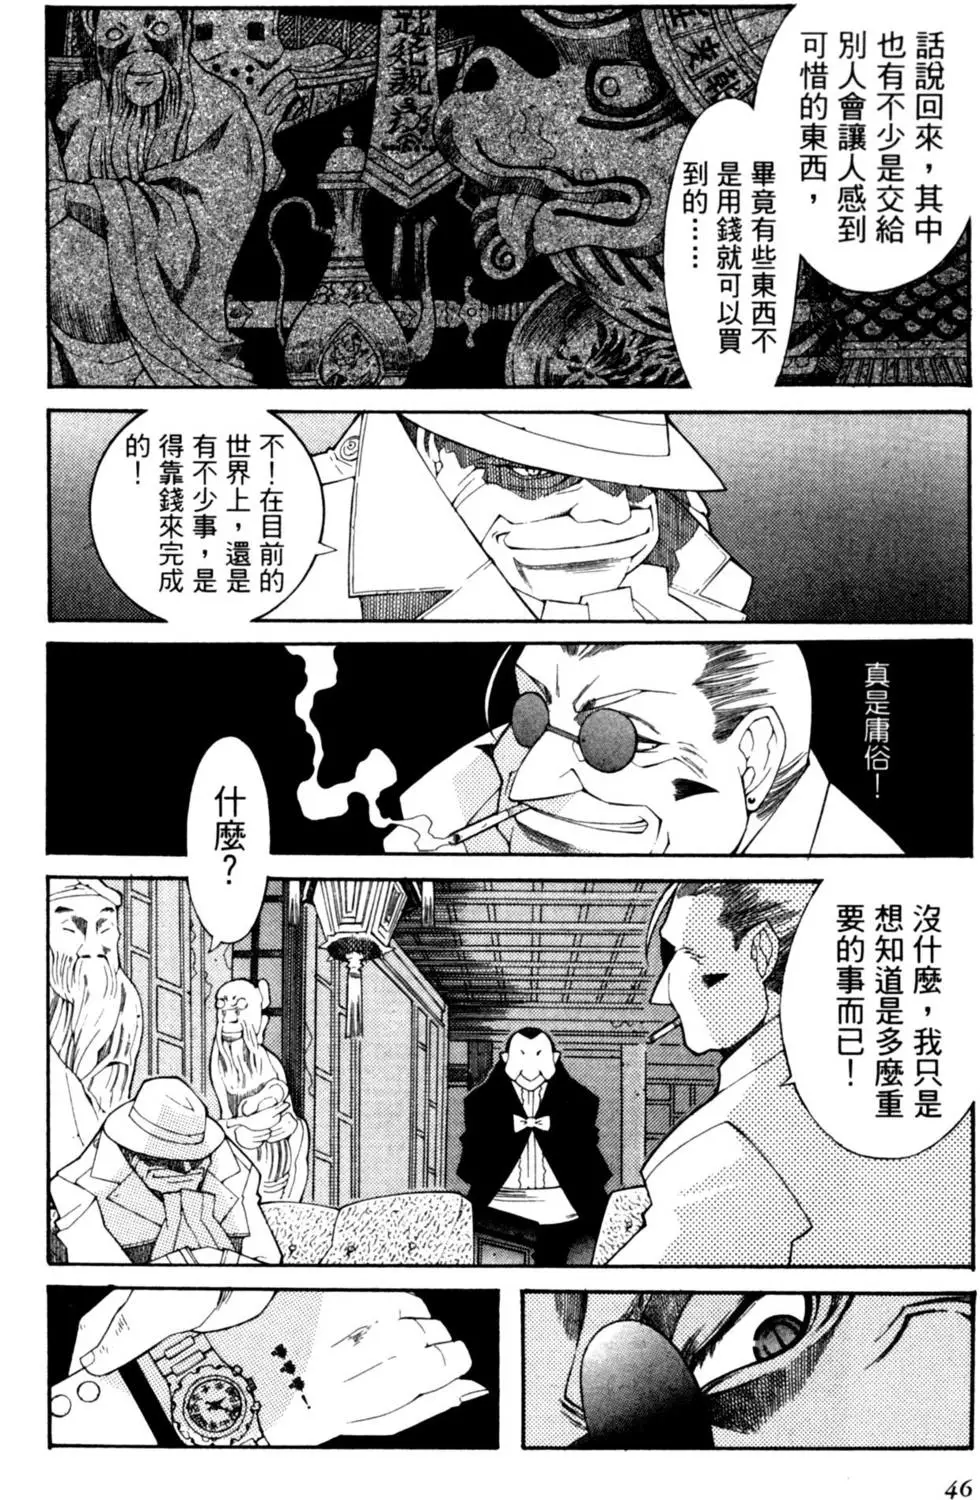 話說回來，其中
也有不少是交給
別人會讓人感到
可惜的東西，
畢竟有些東西不
是用錢就可以買
到的……
不！在目前的
世界上，還是
有不少事，是
得靠錢來完成
的！
真是庸俗！
什麼？
沒什麼，我只是
想知道是多麼重
要的事而已！
46